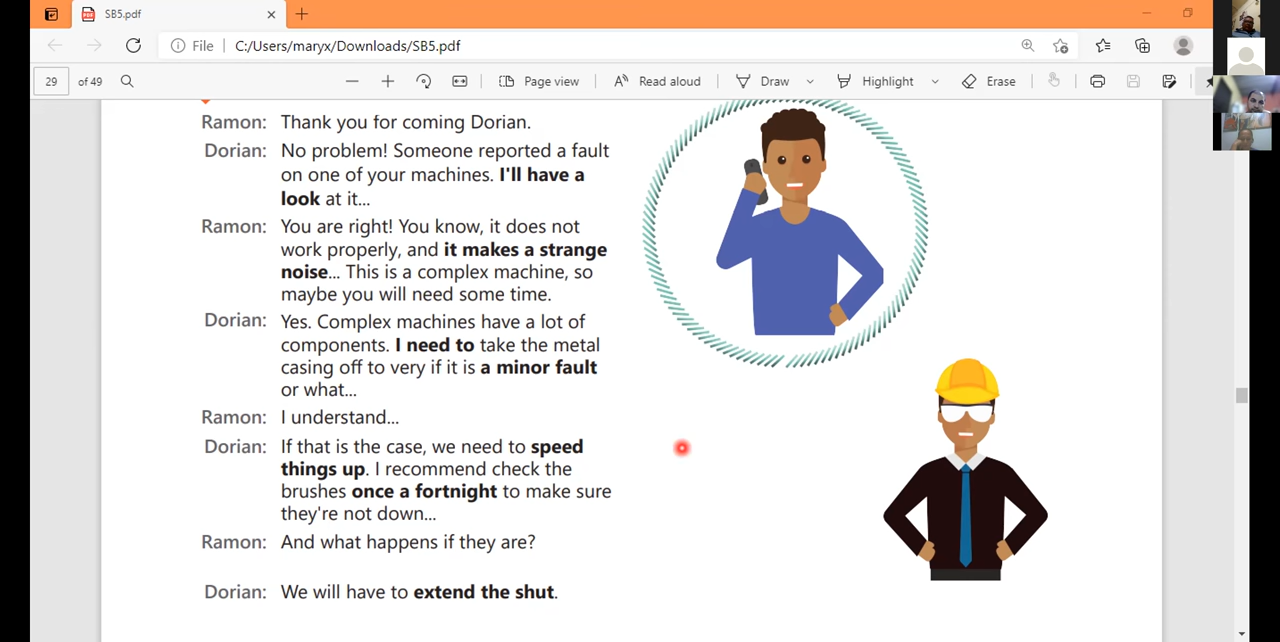 SB5.pdf
File C:/Users/maryx/Downloads/SB5.pdf
29 of 49 Page view Read aloud Draw Highlight Erase
Ramon: Thank you for coming Dorian.
Dorian: No problem! Someone reported a fault
on one of your machines. I'll have a
look at it...
Ramon: You are right! You know, it does not
work properly, and it makes a strange
noise... This is a complex machine, so
maybe you will need some time.
Dorian: Yes. Complex machines have a lot of
components. I need to take the metal
casing off to very if it is a minor fault
or what...
Ramon: I understand...
Dorian: If that is the case, we need to speed
things up. I recommend check the
brushes once a fortnight to make sure
they're not down...
Ramon: And what happens if they are?
Dorian: We will have to extend the shut.